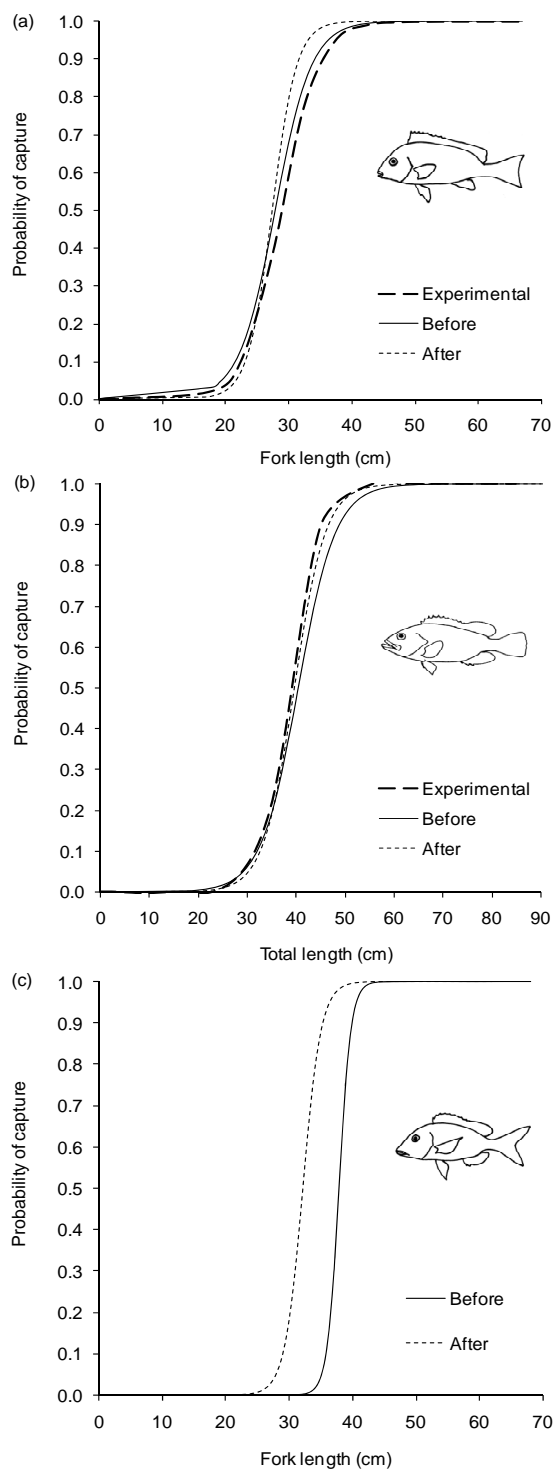 (a)
1.0
0.9
0.8
0.7
0.6
0.5
0.4
0.3
0.2
0.1
0.0
Probability of capture
Experimental
Before
After
0 10 20 30 40 50 60 70
Fork length (cm)
(b)
1.0
0.9
0.8
0.7
0.6
0.5
0.4
0.3
0.2
0.1
0.0
Probability of capture
Experimental
Before
After
0 10 20 30 40 50 60 70 80 90
Total length (cm)
(c)
1.0
0.9
0.8
0.7
0.6
0.5
0.4
0.3
0.2
0.1
0.0
Probability of capture
Before
After
0 10 20 30 40 50 60 70
Fork length (cm)